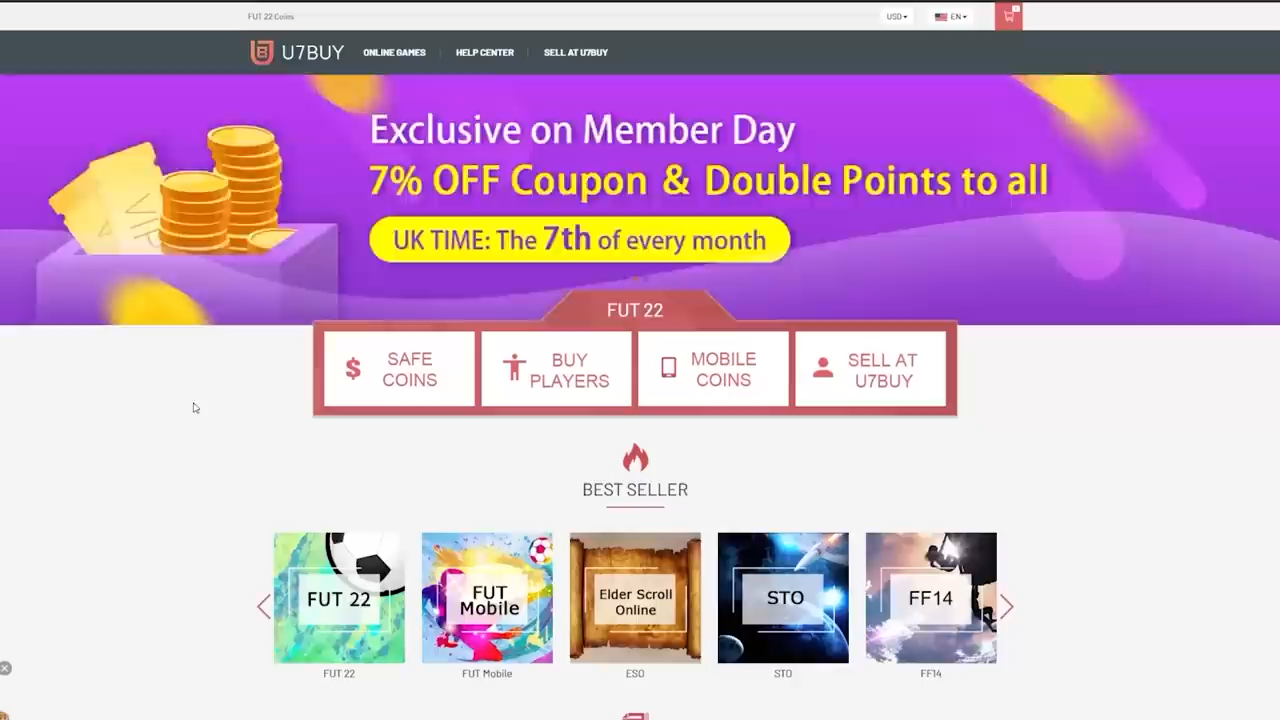 FUT 22 Coins
USD
EN
U7BUY
ONLINE GAMES
HELP CENTER
SELL AT U7BUY
Exclusive on Member Day
7% OFF Coupon & Double Points to all
UK TIME: The 7th of every month
VIP
FUT 22
SAFE
COINS
BUY
PLAYERS
MOBILE
COINS
SELL AT
U7BUY
BEST SELLER
FUT 22
FUT
Mobile
Elder Scroll
Online
STO
FF14
FUT 22
FUT Mobile
ESO
STO
FF14